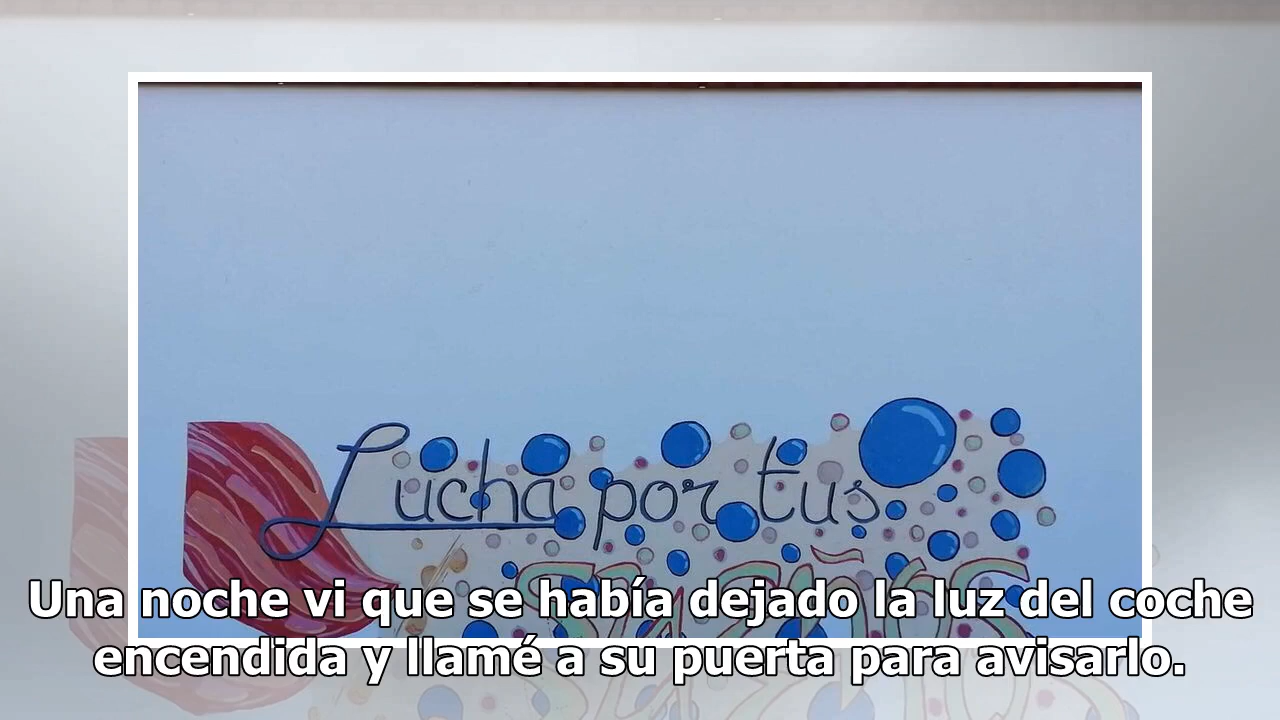 Lucha por tus
SUEÑOS
Una noche vi que se había dejado la luz del coche
encendida y llamé a su puerta para avisarlo.